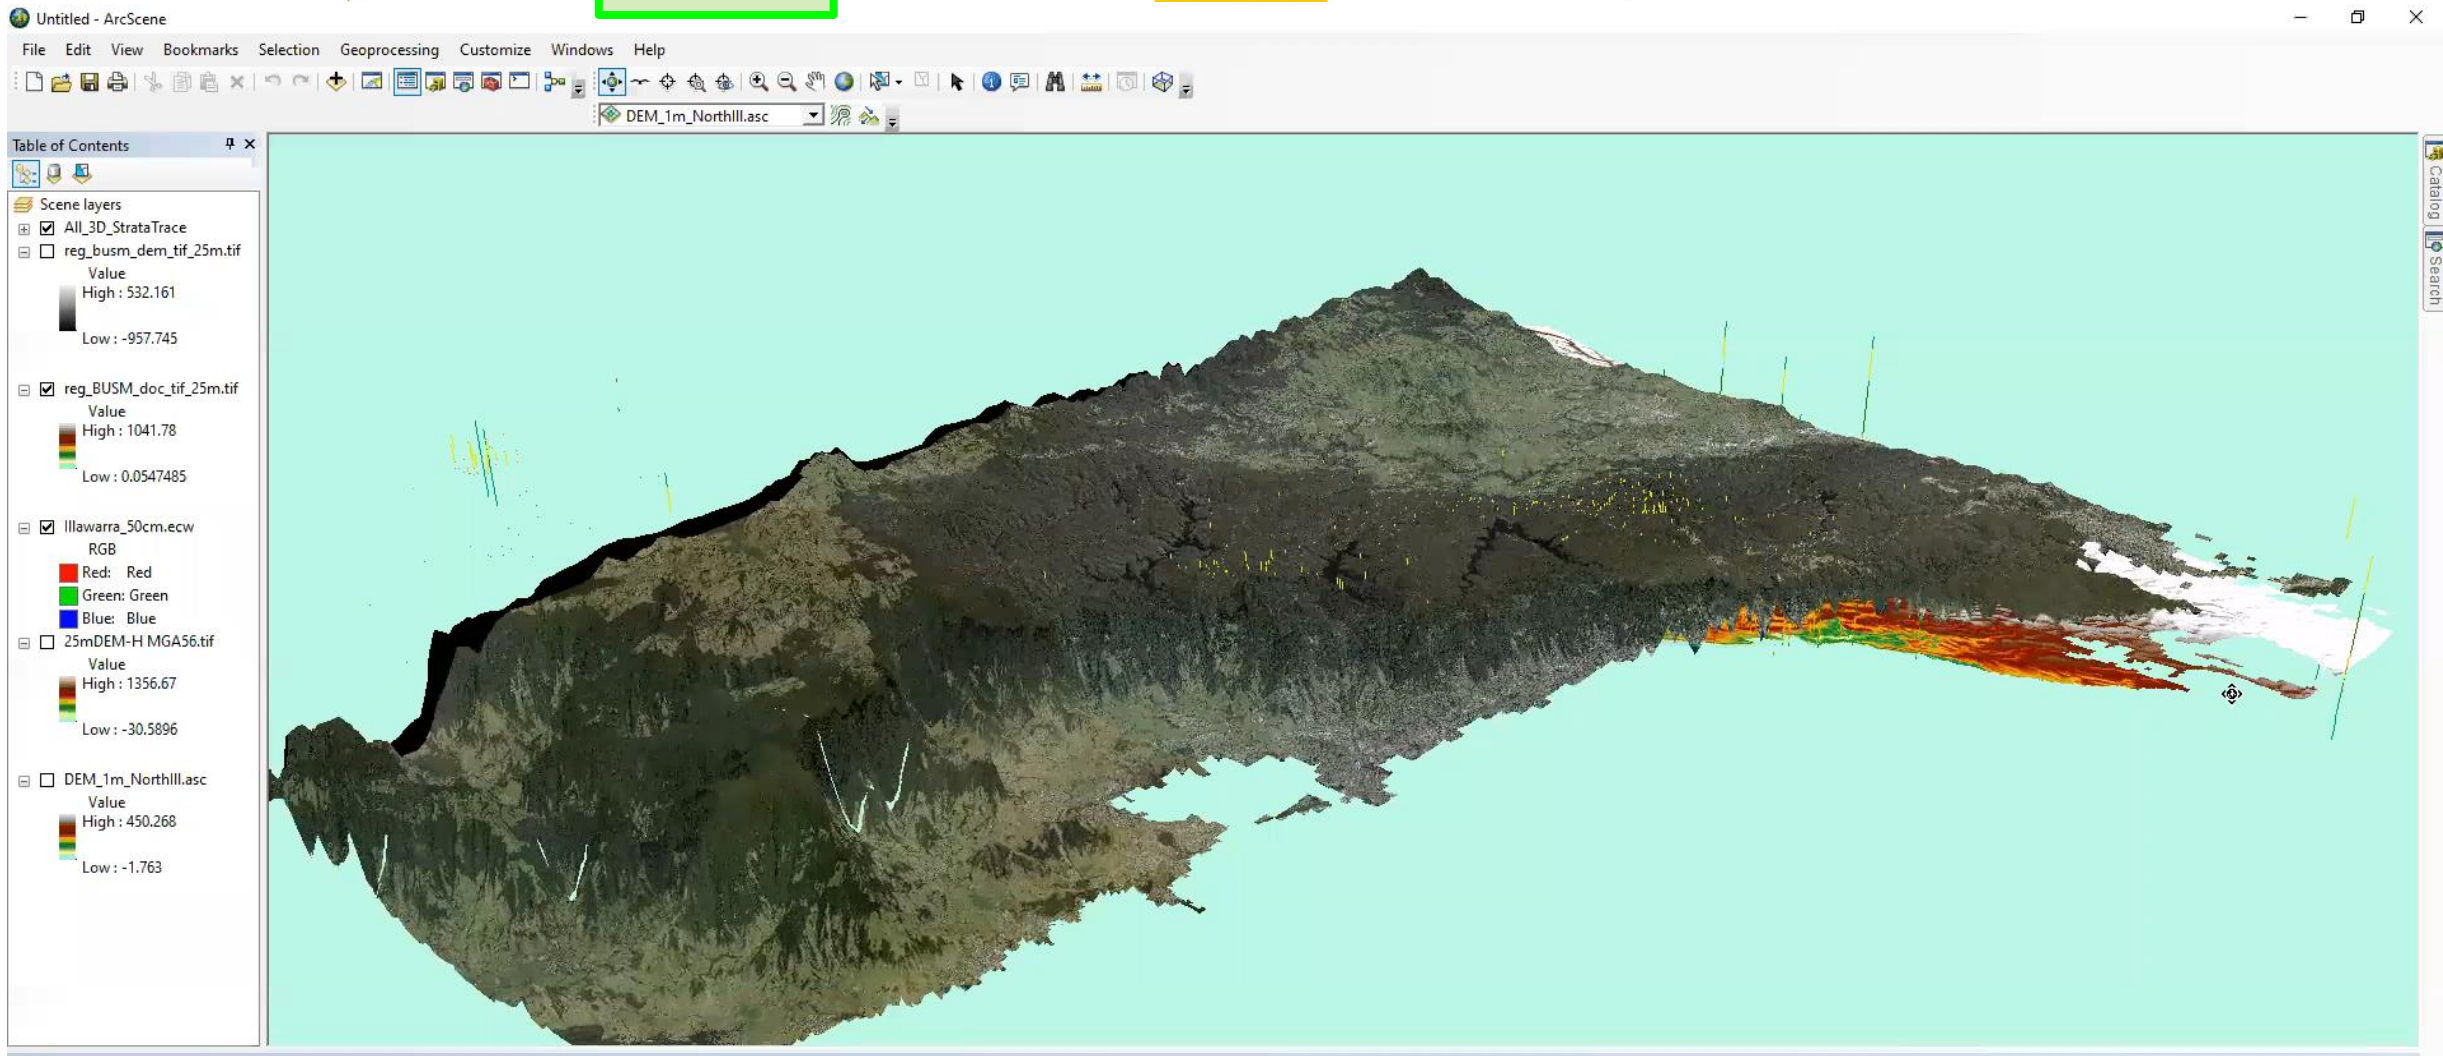 Untitled - ArcScene
File Edit View Bookmarks Selection Geoprocessing Customize Windows Help
DEM_1m_NorthIll.asc
Table of Contents
Scene layers
All_3D_StrataTrace
reg_busm_dem_tif_25m.tif
Value
High : 532.161
Low : -957.745
reg_BUSM_doc_tif_25m.tif
Value
High : 1041.78
Low : 0.0547485
Illawarra_50cm.ecw
RGB
Red: Red
Green: Green
Blue: Blue
25mDEM-H MGA56.tif
Value
High : 1356.67
Low : -30.5896
DEM_1m_NorthIll.asc
Value
High : 450.268
Low : -1.763
Catalog
Search